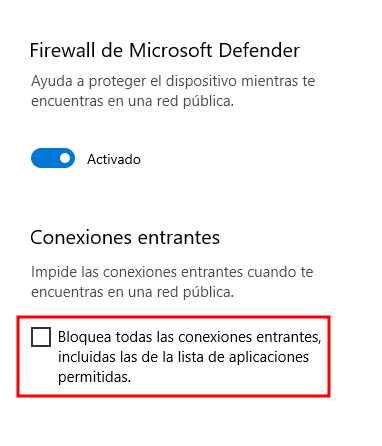 Firewall de Microsoft Defender
Ayuda a proteger el dispositivo mientras te
encuentras en una red pública.
Activado
Conexiones entrantes
Impide las conexiones entrantes cuando te
encuentras en una red pública.
Bloquea todas las conexiones entrantes,
incluidas las de la lista de aplicaciones
permitidas.